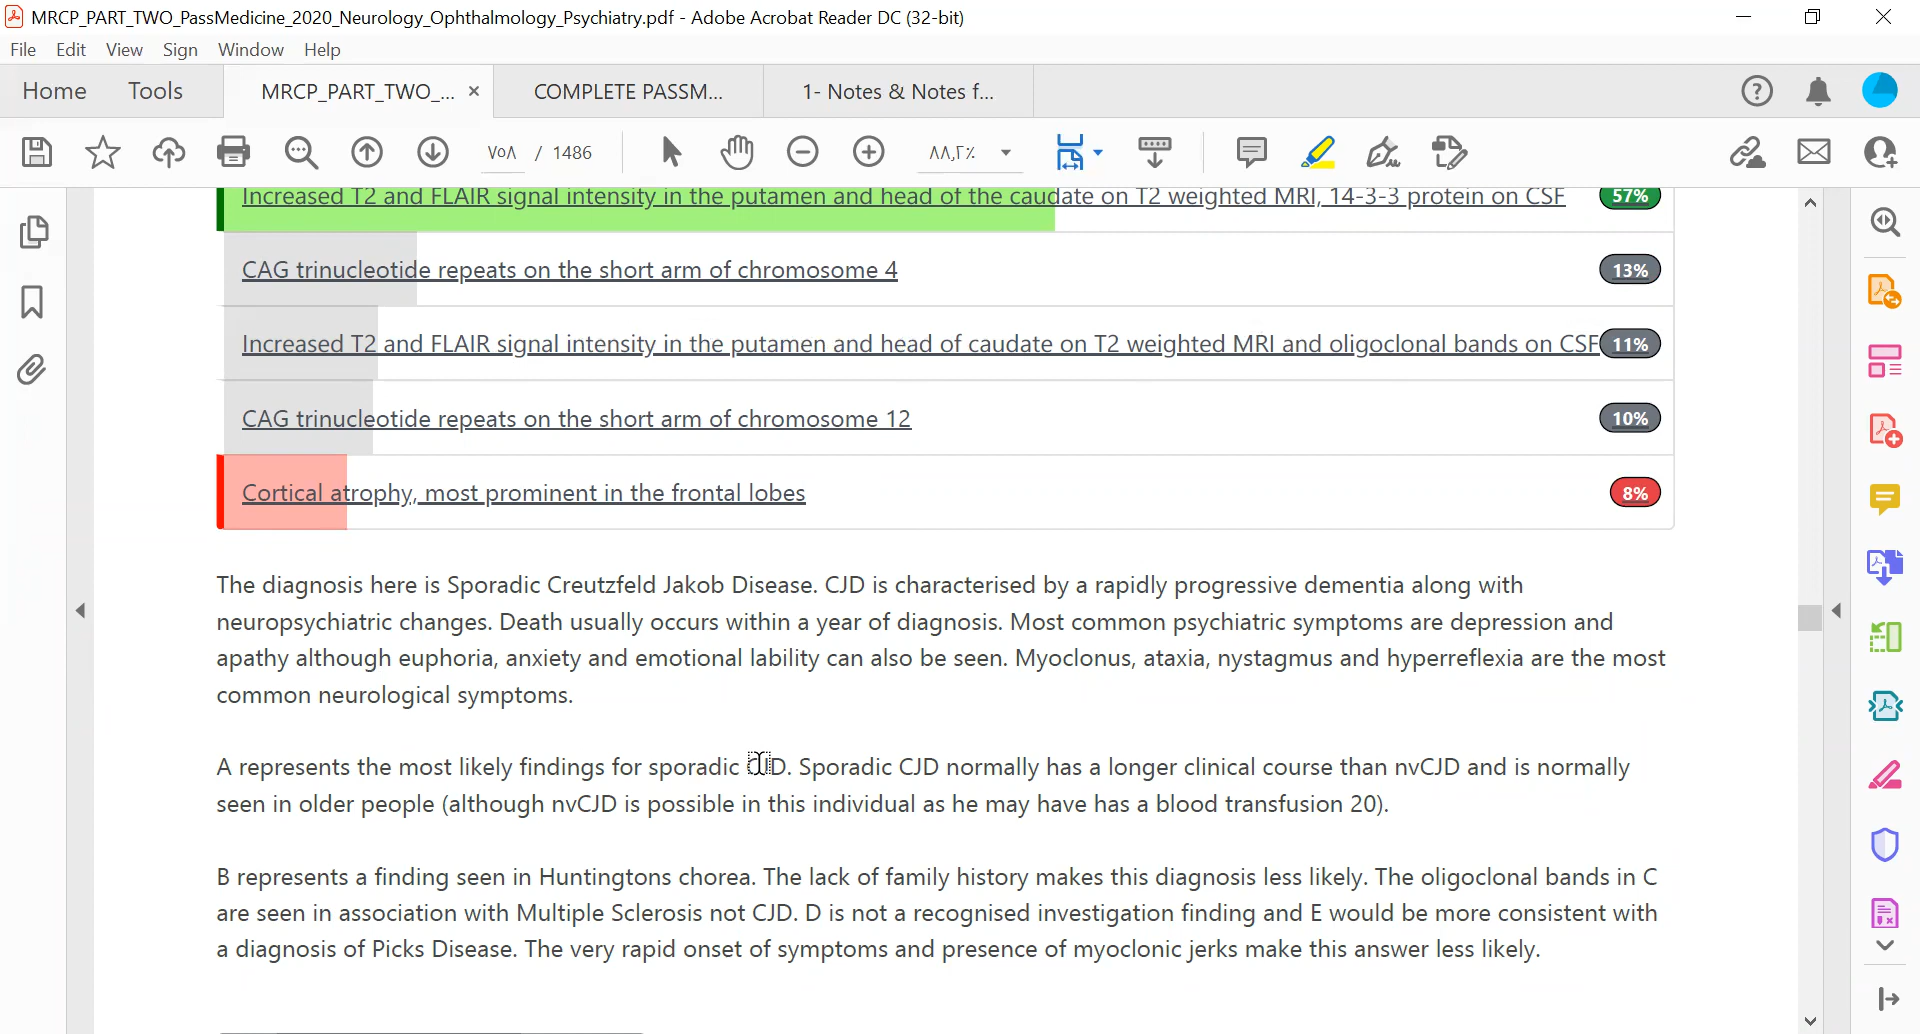 MRCP_PART_TWO_PassMedicine_2020_Neurology_Ophthalmology_Psychiatry.pdf - Adobe Acrobat Reader DC (32-bit)
File Edit View Sign Window Help
Home Tools MRCP_PART_TWO_... × COMPLETE PASSM... 1- Notes & Notes f...
٧٥٨ / 1486 ٨٨,٢٪
Increased T2 and FLAIR signal intensity in the putamen and head of the caudate on T2 weighted MRI, 14-3-3 protein on CSF 57%
CAG trinucleotide repeats on the short arm of chromosome 4 13%
Increased T2 and FLAIR signal intensity in the putamen and head of caudate on T2 weighted MRI and oligoclonal bands on CSF 11%
CAG trinucleotide repeats on the short arm of chromosome 12 10%
Cortical atrophy, most prominent in the frontal lobes 8%
The diagnosis here is Sporadic Creutzfeld Jakob Disease. CJD is characterised by a rapidly progressive dementia along with
neuropsychiatric changes. Death usually occurs within a year of diagnosis. Most common psychiatric symptoms are depression and
apathy although euphoria, anxiety and emotional lability can also be seen. Myoclonus, ataxia, nystagmus and hyperreflexia are the most
common neurological symptoms.
A represents the most likely findings for sporadic CJD. Sporadic CJD normally has a longer clinical course than nvCJD and is normally
seen in older people (although nvCJD is possible in this individual as he may have has a blood transfusion 20).
B represents a finding seen in Huntingtons chorea. The lack of family history makes this diagnosis less likely. The oligoclonal bands in C
are seen in association with Multiple Sclerosis not CJD. D is not a recognised investigation finding and E would be more consistent with
a diagnosis of Picks Disease. The very rapid onset of symptoms and presence of myoclonic jerks make this answer less likely.